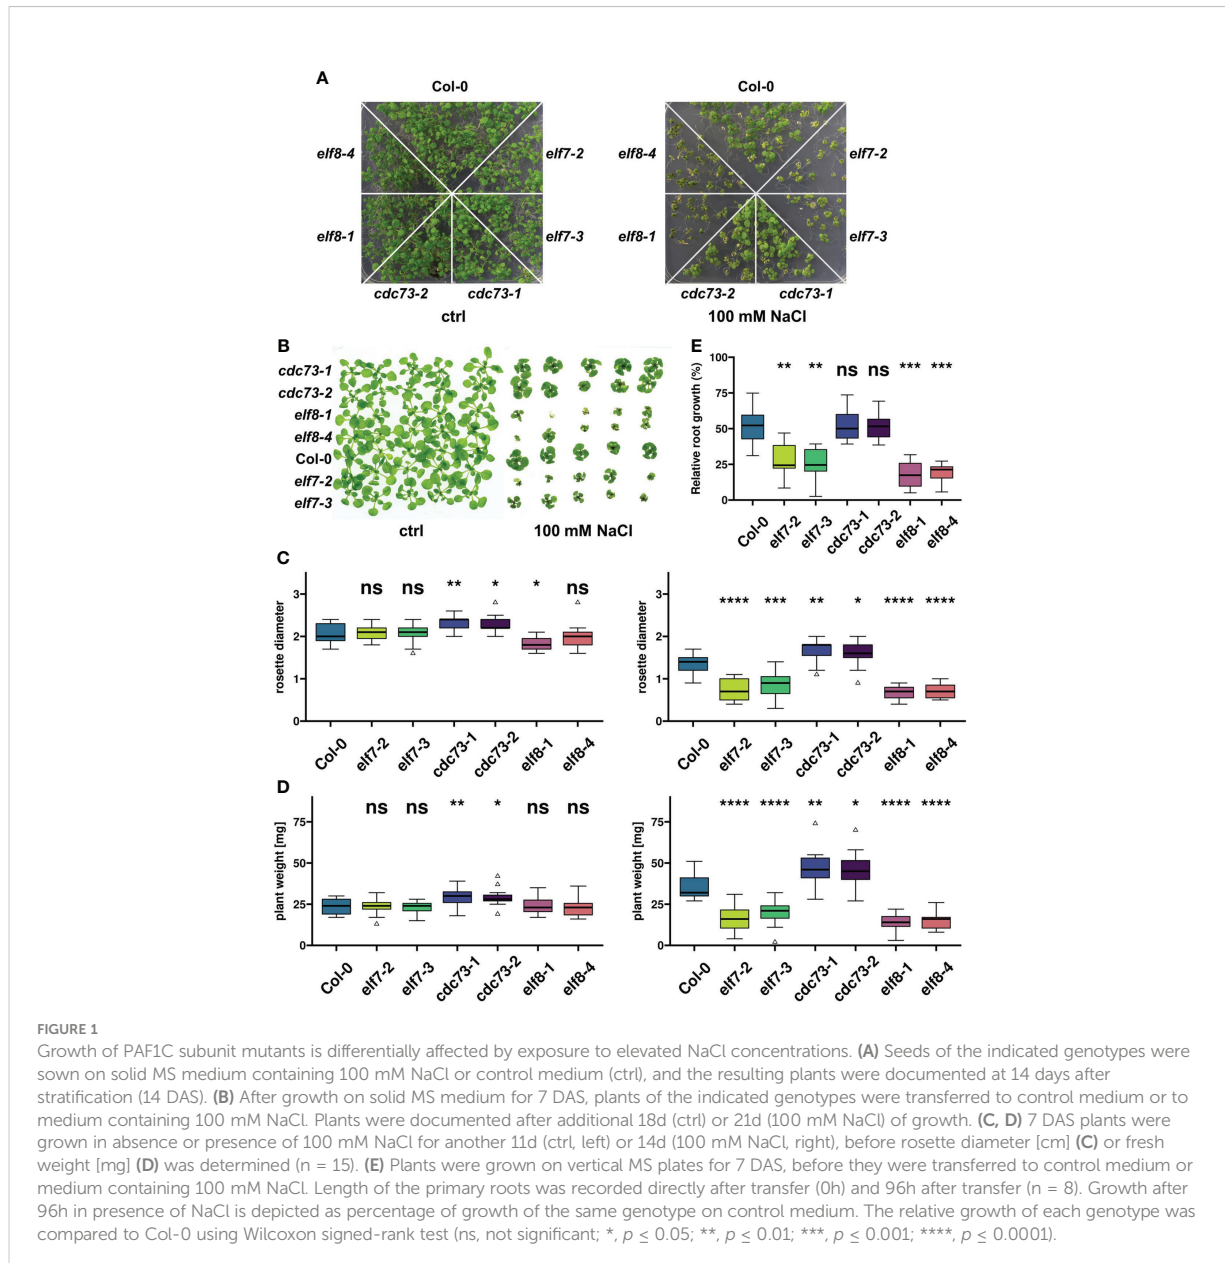 A
Col-0
Col-0
elf8-4
elf7-2
elf8-4
elf7-2
elf8-1
elf7-3
elf8-1
elf7-3
cdc73-2
cdc73-1
cdc73-2
cdc73-1
ctrl
100 mM NaCl
B
cdc73-1
cdc73-2
elf8-1
elf8-4
Col-0
elf7-2
elf7-3
ctrl
100 mM NaCl
E
Relative root growth (%)
100
75
50
25
0
** ** ns ns *** ***
Col-0 elf7-2 elf7-3 cdc73-1 cdc73-2 elf8-1 elf8-4
C
rosette diameter
3
2
1
0
ns ns ** * * ns
Col-0 elf7-2 elf7-3 cdc73-1 cdc73-2 elf8-1 elf8-4
rosette diameter
3
2
1
0
**** *** ** * **** ****
Col-0 elf7-2 elf7-3 cdc73-1 cdc73-2 elf8-1 elf8-4
D
plant weight [mg]
75
50
25
0
ns ns ** * ns ns
Col-0 elf7-2 elf7-3 cdc73-1 cdc73-2 elf8-1 elf8-4
plant weight [mg]
75
50
25
0
**** **** ** * **** ****
Col-0 elf7-2 elf7-3 cdc73-1 cdc73-2 elf8-1 elf8-4
FIGURE 1
Growth of PAF1C subunit mutants is differentially affected by exposure to elevated NaCl concentrations. (A) Seeds of the indicated genotypes were
sown on solid MS medium containing 100 mM NaCl or control medium (ctrl), and the resulting plants were documented at 14 days after
stratification (14 DAS). (B) After growth on solid MS medium for 7 DAS, plants of the indicated genotypes were transferred to control medium or to
medium containing 100 mM NaCl. Plants were documented after additional 18d (ctrl) or 21d (100 mM NaCl) of growth. (C, D) 7 DAS plants were
grown in absence or presence of 100 mM NaCl for another 11d (ctrl, left) or 14d (100 mM NaCl, right), before rosette diameter [cm] (C) or fresh
weight [mg] (D) was determined (n = 15). (E) Plants were grown on vertical MS plates for 7 DAS, before they were transferred to control medium or
medium containing 100 mM NaCl. Length of the primary roots was recorded directly after transfer (0h) and 96h after transfer (n = 8). Growth after
96h in presence of NaCl is depicted as percentage of growth of the same genotype on control medium. The relative growth of each genotype was
compared to Col-0 using Wilcoxon signed-rank test (ns, not significant; *, p ≤ 0.05; **, p ≤ 0.01; ***, p ≤ 0.001; ****, p ≤ 0.0001).